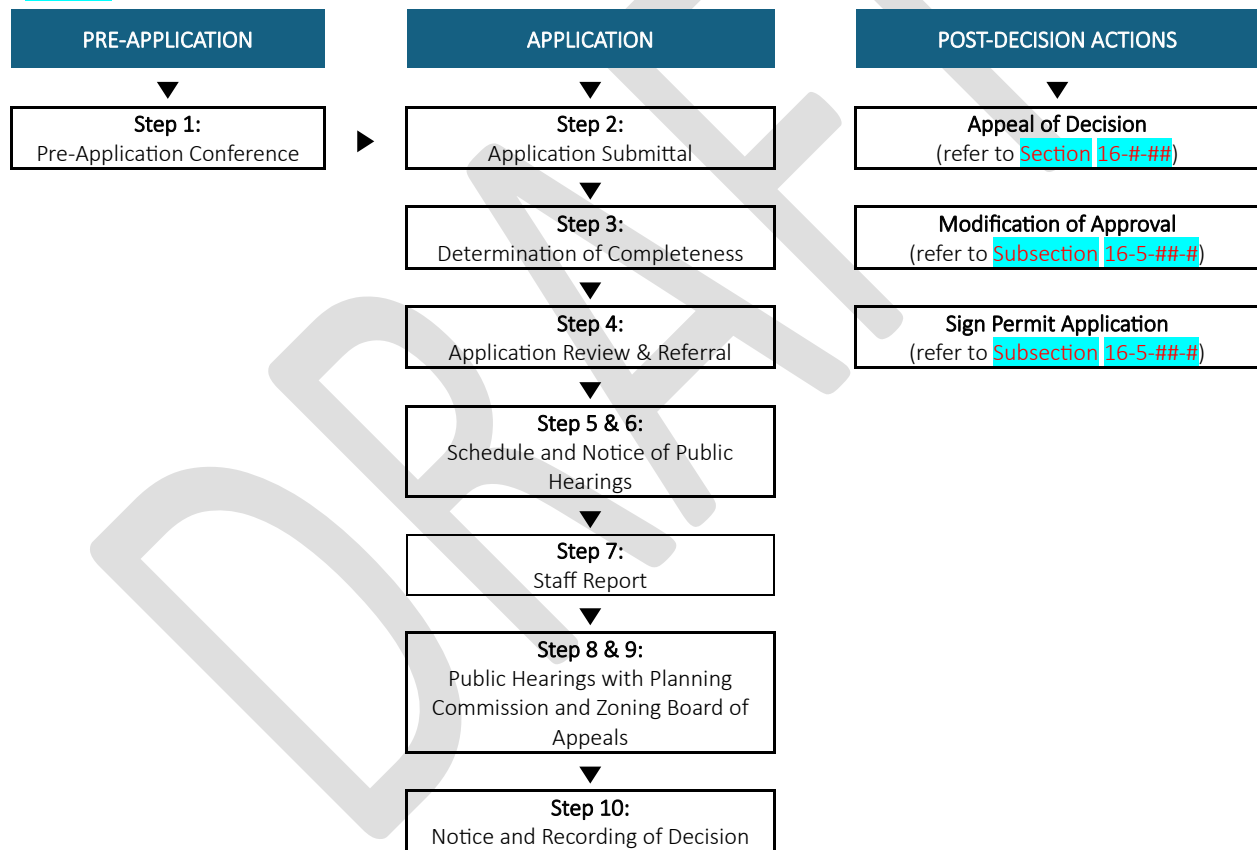 PRE-APPLICATION
Step 1:
Pre-Application Conference
APPLICATION
Step 2:
Application Submittal
Step 3:
Determination of Completeness
Step 4:
Application Review & Referral
Step 5 & 6:
Schedule and Notice of Public
Hearings
Step 7:
Staff Report
Step 8 & 9:
Public Hearings with Planning
Commission and Zoning Board of
Appeals
Step 10:
Notice and Recording of Decision
POST-DECISION ACTIONS
Appeal of Decision
(refer to Section 16-#-##)
Modification of Approval
(refer to Subsection 16-5-##-#)
Sign Permit Application
(refer to Subsection 16-5-##-#)
DRAFT